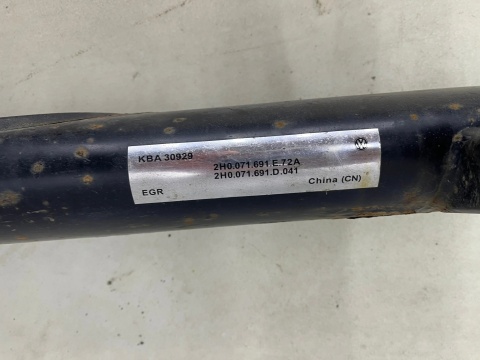 KBA 30929
2H0.071.691.E.72A
2H0.071.691.D.041
EGR
China (CN)